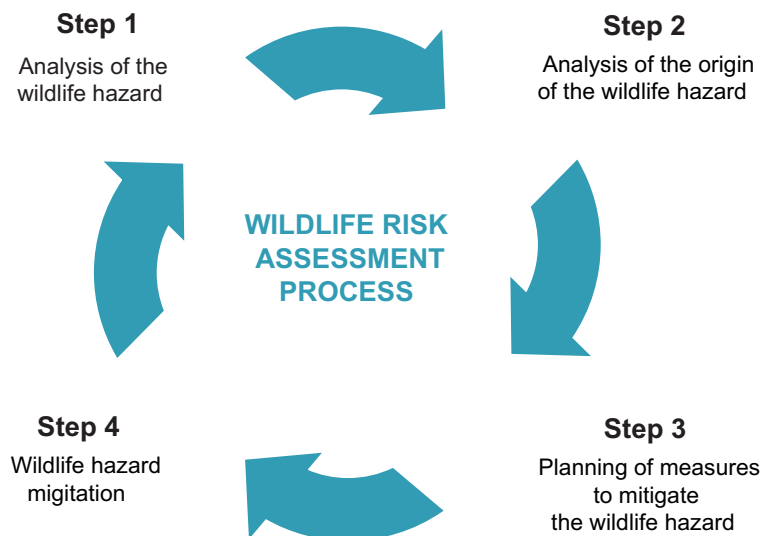 Step 1
Analysis of the
wildlife hazard
Step 2
Analysis of the origin
of the wildlife hazard
WILDLIFE RISK
ASSESSMENT
PROCESS
Step 4
Wildlife hazard
migitation
Step 3
Planning of measures
to mitigate
the wildlife hazard